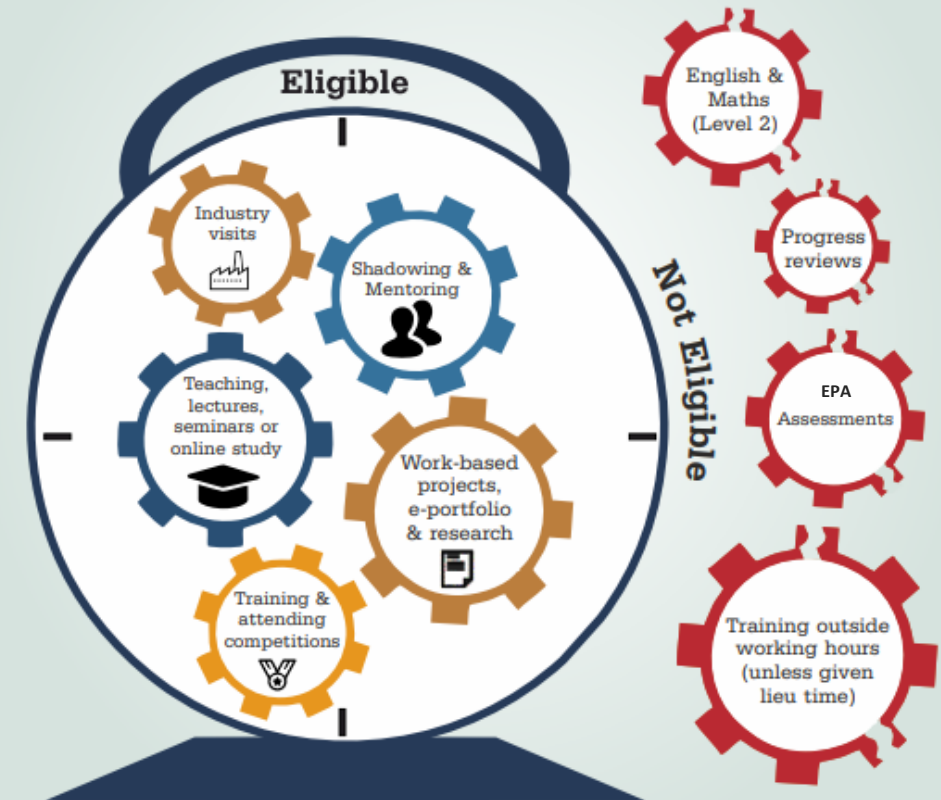 Eligible
Industry
visits
Shadowing &
Mentoring
Teaching,
lectures,
seminars or
online study
Work-based
projects,
e-portfolio
& research
Training &
attending
competitions
Not Eligible
English &
Maths
(Level 2)
Progress
reviews
EPA
Assessments
Training outside
working hours
(unless given
lieu time)